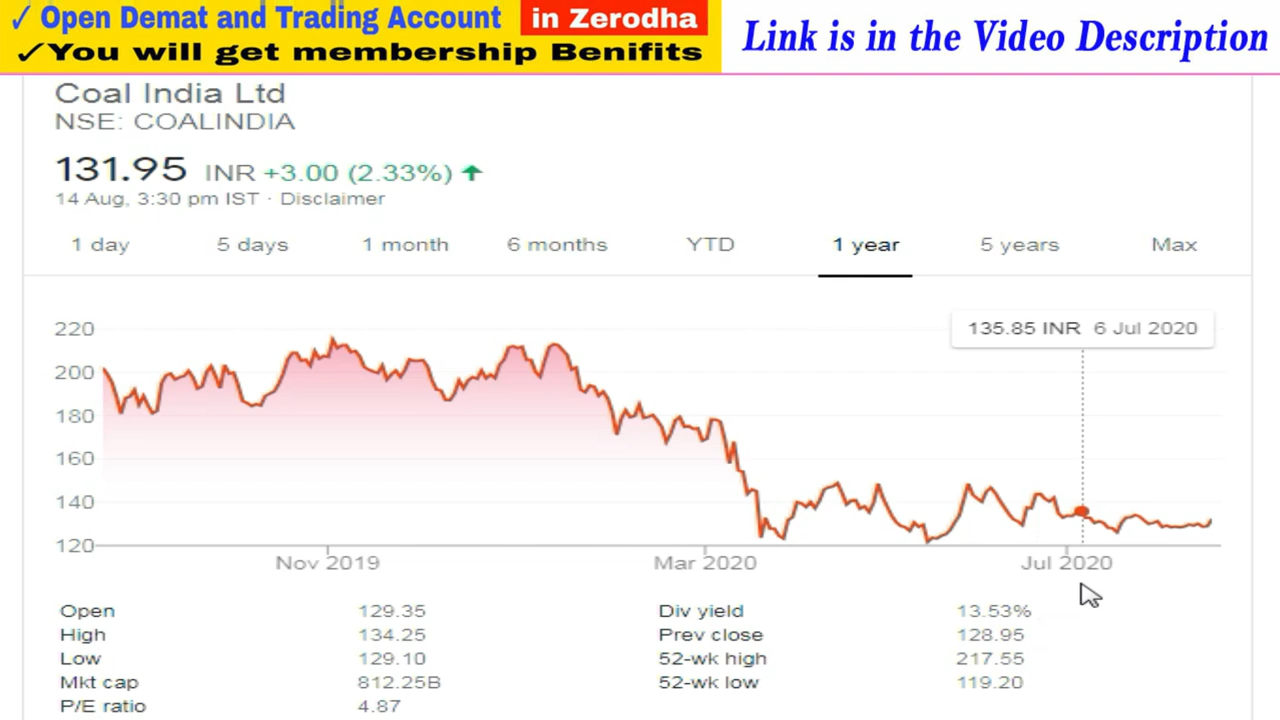 ✓ Open Demat and Trading Account in Zerodha
✓You will get membership Benifits
Link is in the Video Description
Coal India Ltd
NSE: COALINDIA
131.95 INR +3.00 (2.33%) ↑
14 Aug, 3:30 pm IST · Disclaimer
1 day 5 days 1 month 6 months YTD 1 year 5 years Max
135.85 INR 6 Jul 2020
220
200
180
160
140
120
Nov 2019 Mar 2020 Jul 2020
Open 129.35 Div yield 13.53%
High 134.25 Prev close 128.95
Low 129.10 52-wk high 217.55
Mkt cap 812.25B 52-wk low 119.20
P/E ratio 4.87